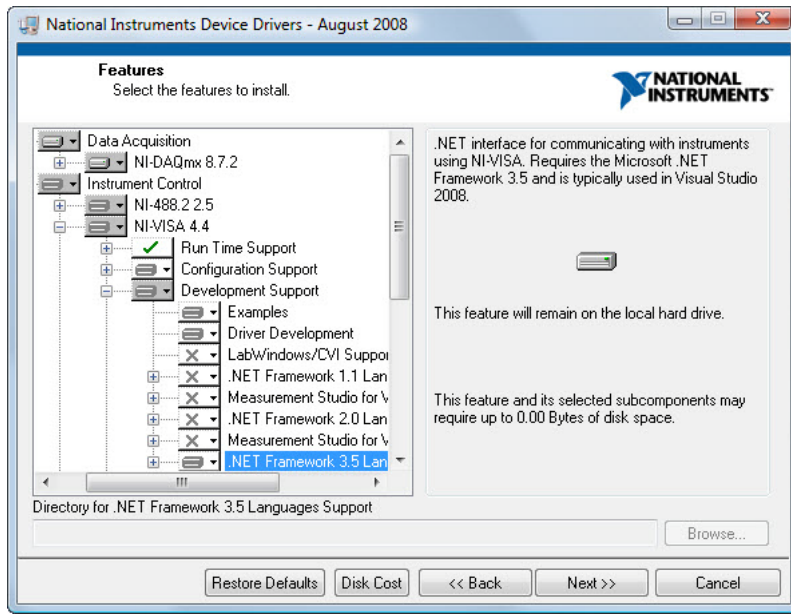 National Instruments Device Drivers - August 2008
Features
Select the features to install.
NATIONAL
INSTRUMENTS™
Data Acquisition
NI-DAQmx 8.7.2
Instrument Control
NI-488.2 2.5
NI-VISA 4.4
Run Time Support
Configuration Support
Development Support
Examples
Driver Development
LabWindows/CVI Suppor
.NET Framework 1.1 Lan
Measurement Studio for V
.NET Framework 2.0 Lan
Measurement Studio for V
.NET Framework 3.5 Lan
.NET interface for communicating with instruments
using NI-VISA. Requires the Microsoft .NET
Framework 3.5 and is typically used in Visual Studio
2008.
This feature will remain on the local hard drive.
This feature and its selected subcomponents may
require up to 0.00 Bytes of disk space.
Directory for .NET Framework 3.5 Languages Support
Browse...
Restore Defaults Disk Cost << Back Next >> Cancel